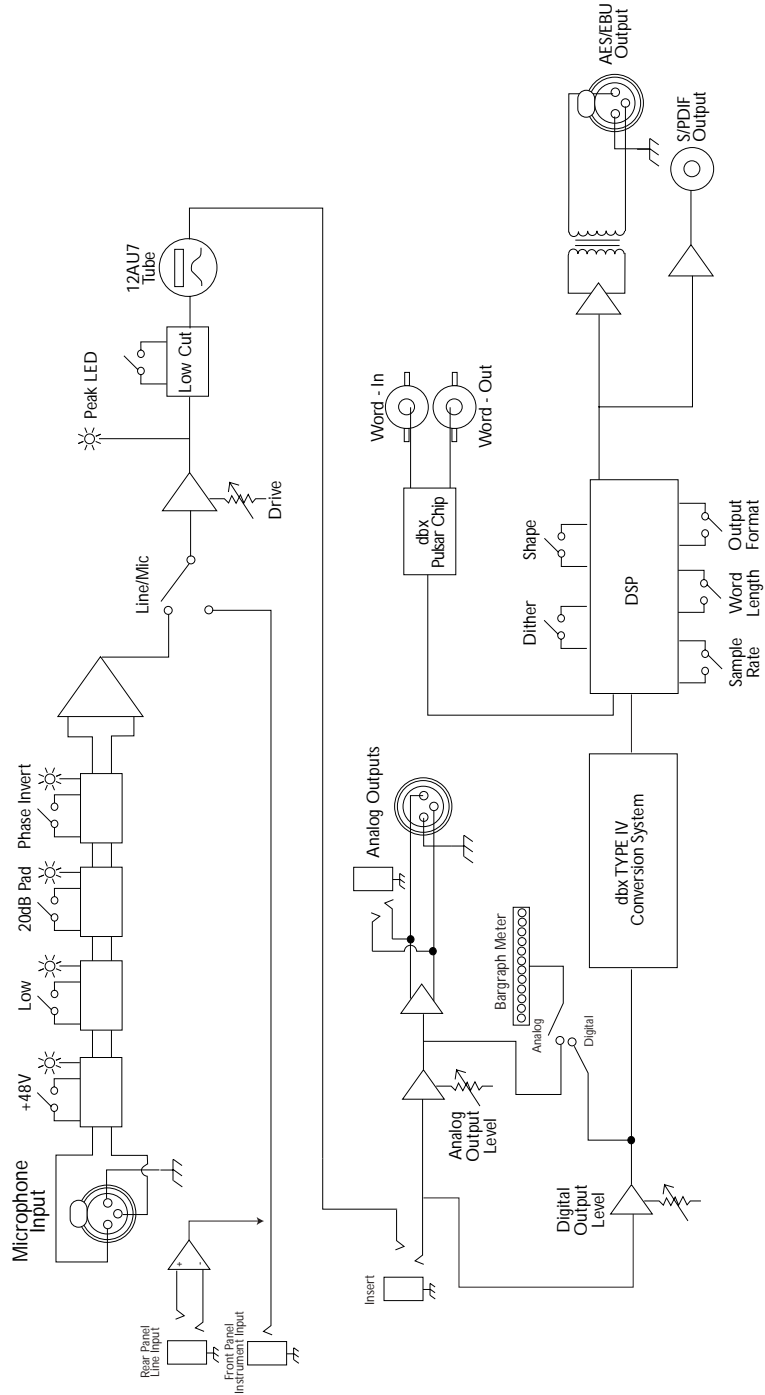 Microphone
Input
+48V
Low
20dB Pad
Phase Invert
Line/Mic
Drive
Peak LED
Low Cut
12AU7
Tube
Rear Panel
Line Input
+
-
Front Panel
Instrument Input
Insert
Analog
Output
Level
Analog Outputs
Bargraph Meter
Analog
Digital
Digital
Output
Level
dbx TYPE IV
Conversion System
dbx
Pulsar Chip
Word - In
Word - Out
Dither
Shape
DSP
Sample
Rate
Word
Length
Output
Format
AES/EBU
Output
S/PDIF
Output